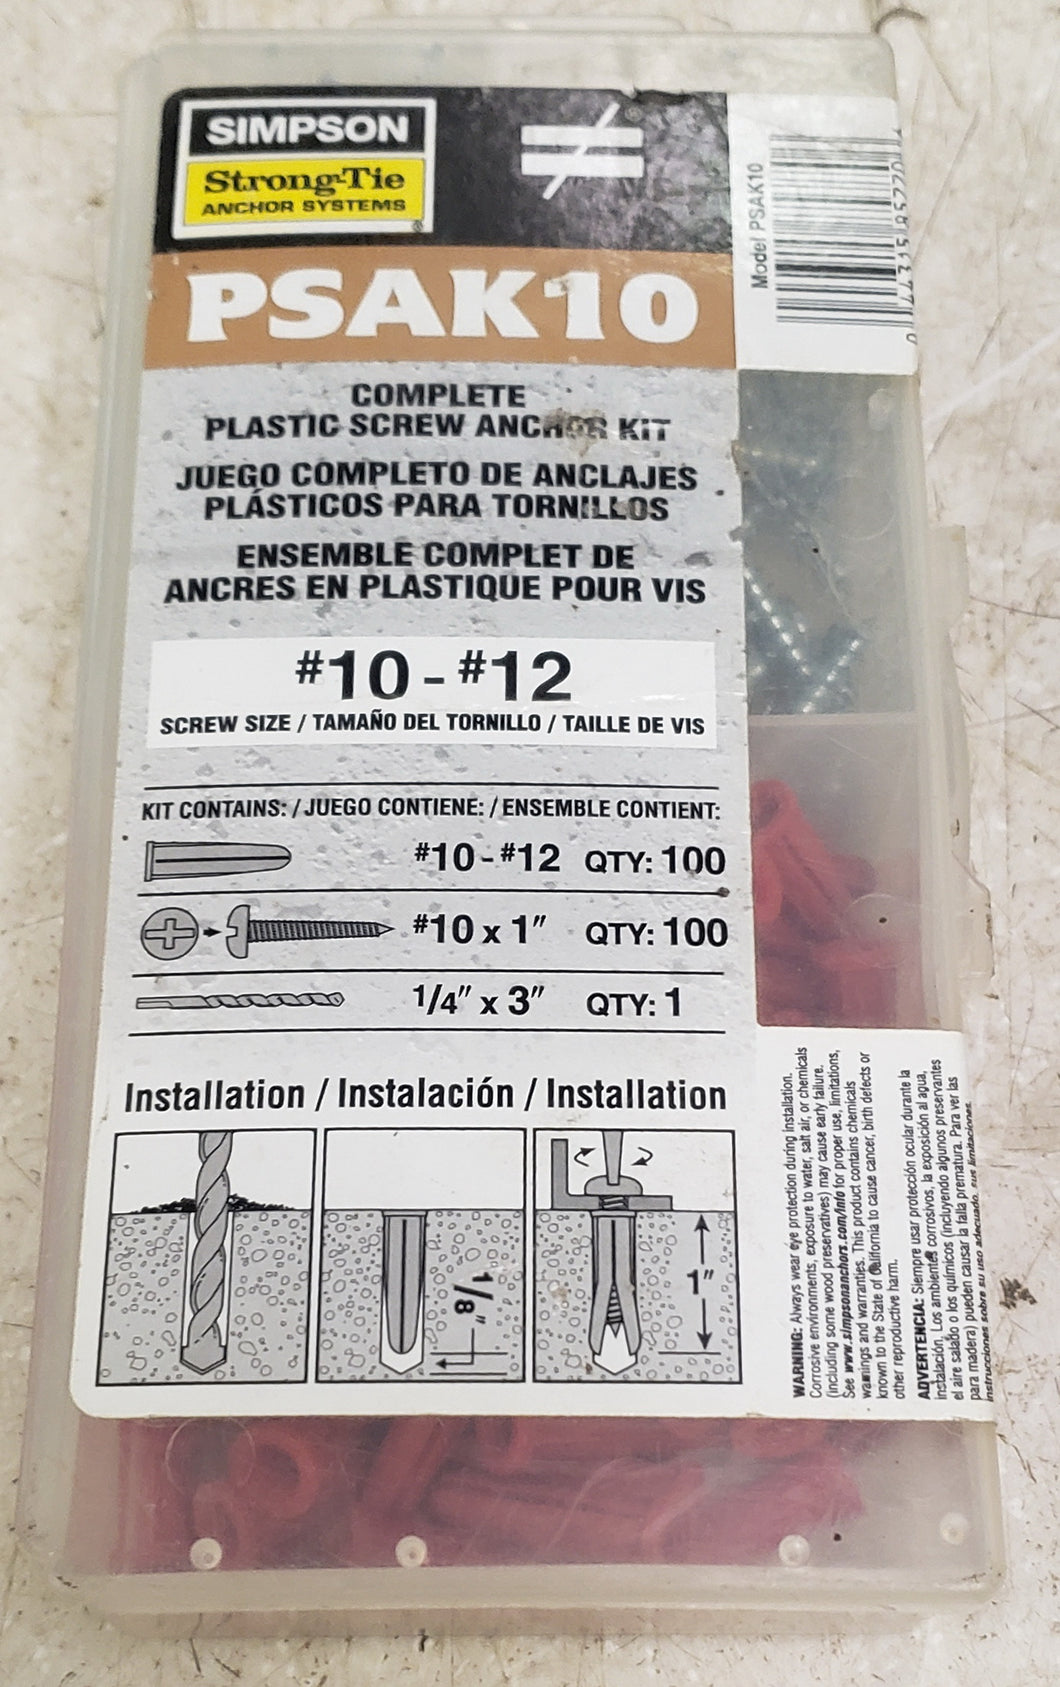 SIMPSON
Strong-Tie
ANCHOR SYSTEMS
®
PSAK10
COMPLETE
PLASTIC SCREW ANCHOR KIT
JUEGO COMPLETO DE ANCLAJES
PLÁSTICOS PARA TORNILLOS
ENSEMBLE COMPLET DE
ANCRES EN PLASTIQUE POUR VIS
#10 - #12
SCREW SIZE / TAMAÑO DEL TORNILLO / TAILLE DE VIS
KIT CONTAINS: / JUEGO CONTIENE: / ENSEMBLE CONTIENT:
#10 - #12 QTY: 100
#10 x 1" QTY: 100
1/4" x 3" QTY: 1
Installation / Instalación / Installation
1/8"
1"
Model PSAK10
WARNING: Always wear eye protection during installation.
Corrosive environments, exposure to water, salt air, or chemicals
(including some wood preservatives) may cause early failure.
See www.simpsonanchors.com/info for proper use, limitations,
warnings and warranties. This product contains chemicals
known to the State of California to cause cancer, birth defects or
other reproductive harm.
ADVERTENCIA: Siempre usar protección ocular durante la
instalación. Los ambientes corrosivos, la exposición al agua,
el aire salado o los químicos (incluyendo algunos preservantes
para madera) pueden causar la falla prematura. Para ver las
instrucciones sobre su uso adecuado, sus limitaciones,